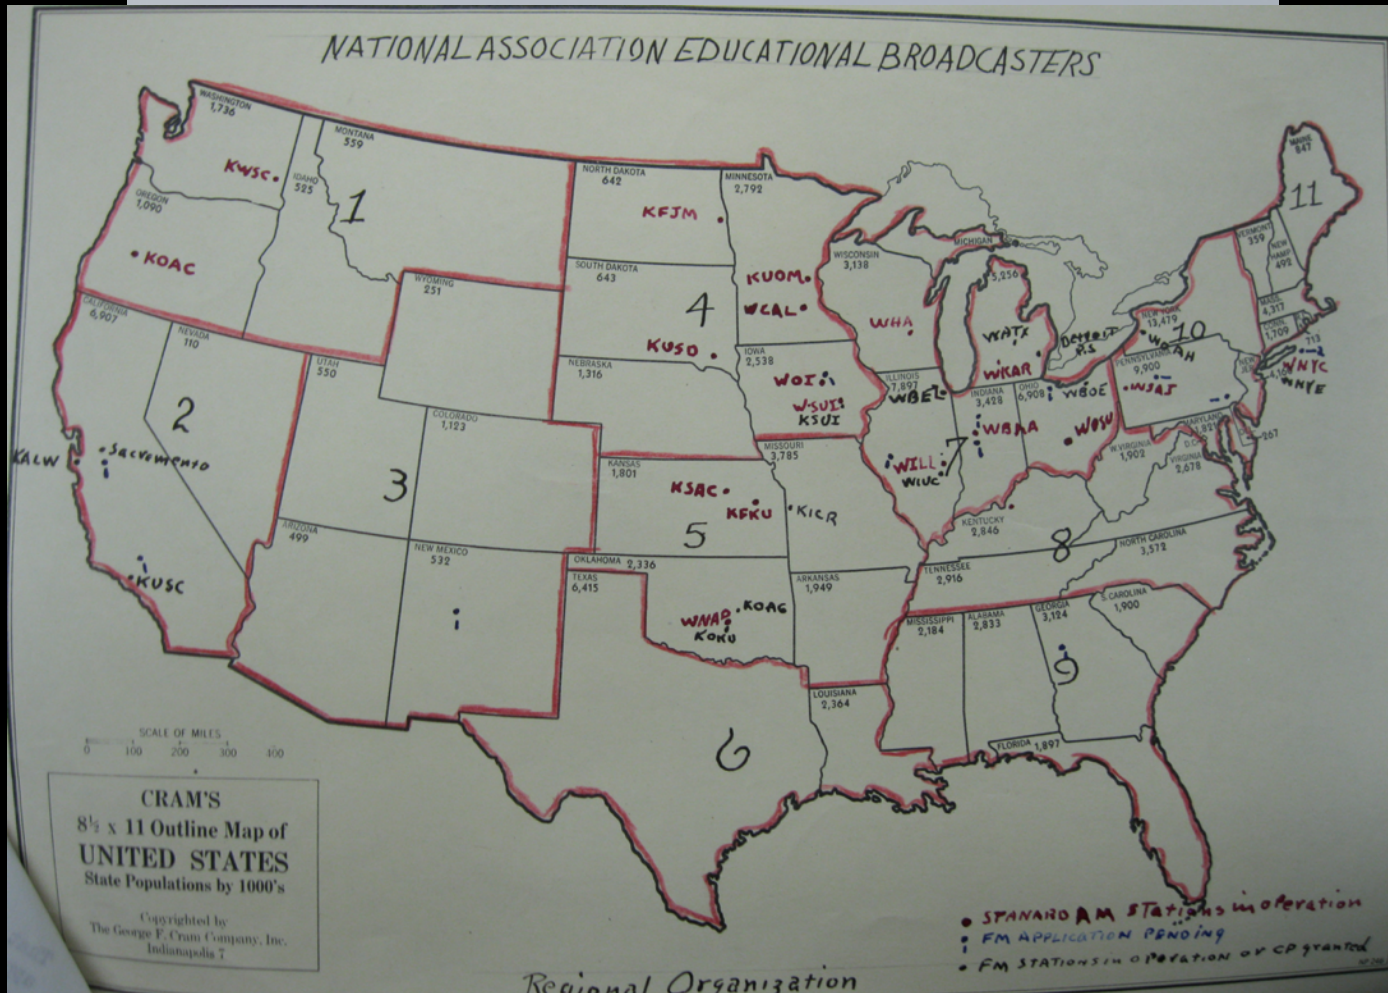 NATIONAL ASSOCIATION EDUCATIONAL BROADCASTERS
WASHINGTON
1,736
KWSC
OREGON
1,090
KOAC
IDAHO
525
MONTANA
559
1
WYOMING
251
CALIFORNIA
6,907
NEVADA
110
2
KALW
Sacremento
KUSC
UTAH
550
COLORADO
1,123
3
ARIZONA
499
NEW MEXICO
532
NORTH DAKOTA
642
KFJM
SOUTH DAKOTA
643
4
KUSD
NEBRASKA
1,316
MINNESOTA
2,792
KUOM
WCAL
IOWA
2,538
WOI
WSUI
KSUI
KANSAS
1,801
KSAC
KFKU
5
MISSOURI
3,785
KICR
OKLAHOMA 2,336
WNAD
KOAG
KOKU
ARKANSAS
1,949
TEXAS
6,415
6
LOUISIANA
2,364
WISCONSIN
3,138
WHA
MICHIGAN
5,256
WATX
WKAR
DETROIT
P.S
ILLINOIS
7,897
WBEZ
WILL
WIUC
7
INDIANA
3,428
WBAA
OHIO
6,908
WBOE
WOSU
KENTUCKY
2,846
W.VIRGINIA
1,902
VIRGINIA
2,678
8
TENNESSEE
2,916
NORTH CAROLINA
3,572
MISSISSIPPI
2,184
ALABAMA
2,833
GEORGIA
3,124
9
S. CAROLINA
1,900
FLORIDA 1,897
NEW YORK
13,479
10
WBAH
PENNSYLVANIA
9,900
WSAJ
NEW
MARYLAND
D.C.
267
WNYC
WNYE
VERMONT
359
NEW
HAMP
492
MASS.
4,317
CONN.
1,709
713
MAINE
847
11
SCALE OF MILES
0 100 200 300 400
CRAM'S
8½ x 11 Outline Map of
UNITED STATES
State Populations by 1000's
Copyrighted by
The George F. Cram Company, Inc.
Indianapolis 7
STANARD AM STATIONS in operation
FM APPLICATION PENDING
FM STATIONS in operation or CP granted
Regional Organization